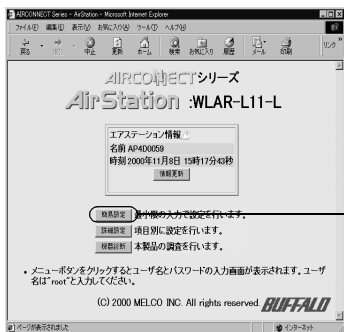 AIRCONNECT Series - AirStation - Microsoft Internet Explorer
ファイル(F) 編集(E) 表示(V) お気に入り(A) ツール(T) ヘルプ(H)
戻る 進む 中止 更新 ホーム 検索 お気に入り 履歴 メール 印刷 リンク
AIRCONNECTシリーズ
AirStation :WLAR-L11-L
エアステーション情報
名前 AP4D0059
時刻 2000年11月8日 15時17分43秒
情報更新
簡易設定 最小限の入力で設定を行います。
詳細設定 項目別に設定を行います。
機器診断 本製品の調査を行います。
• メニューボタンをクリックするとユーザ名とパスワードの入力画面が表示されます。ユーザ
名は"root"と入力してください。
(C) 2000 MELCO INC. All rights reserved. BUFFALO
ページが表示されました インターネット